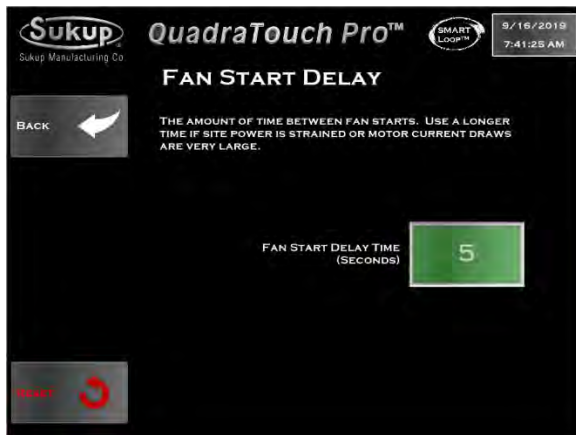 Sukup
Sukup Manufacturing Co
QuadraTouch Pro™
SMART
LOOP™
9/16/2019
7:41:25 AM
FAN START DELAY
BACK
THE AMOUNT OF TIME BETWEEN FAN STARTS. USE A LONGER
TIME IF SITE POWER IS STRAINED OR MOTOR CURRENT DRAWS
ARE VERY LARGE.
FAN START DELAY TIME
(SECONDS)
5
RESET